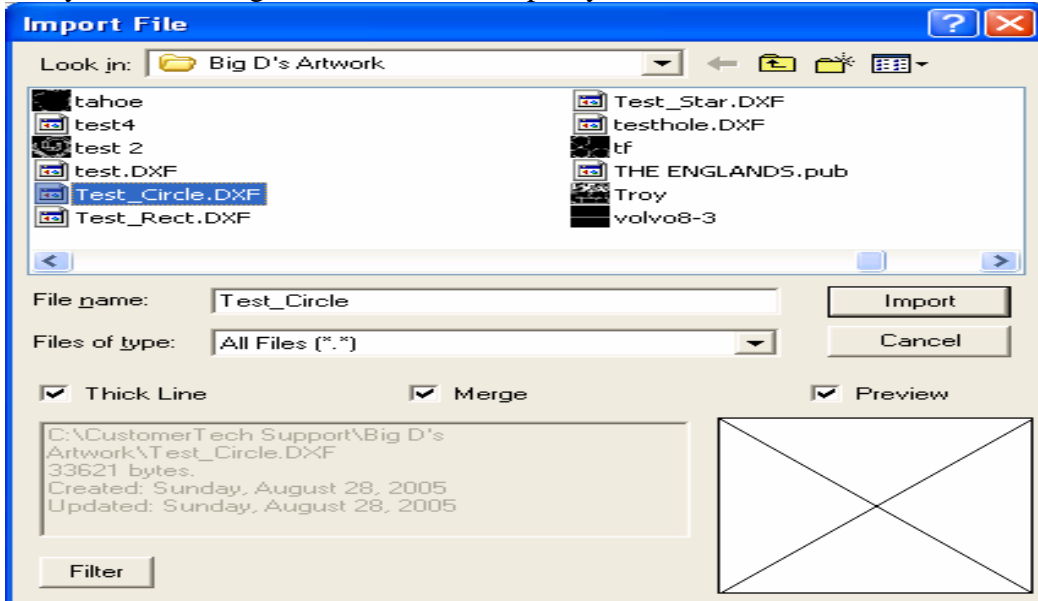 Import File
Look in: Big D's Artwork
tahoe
test4
test 2
test.DXF
Test_Circle.DXF
Test_Rect.DXF
Test_Star.DXF
testhole.DXF
tf
THE ENGLANDS.pub
Troy
volvo8-3
File name: Test_Circle Import
Files of type: All Files (*.*) Cancel
Thick Line Merge Preview
C:\CustomerTech Support\Big D's
Artwork\Test_Circle.DXF
33621 bytes.
Created: Sunday, August 28, 2005
Updated: Sunday, August 28, 2005
Filter